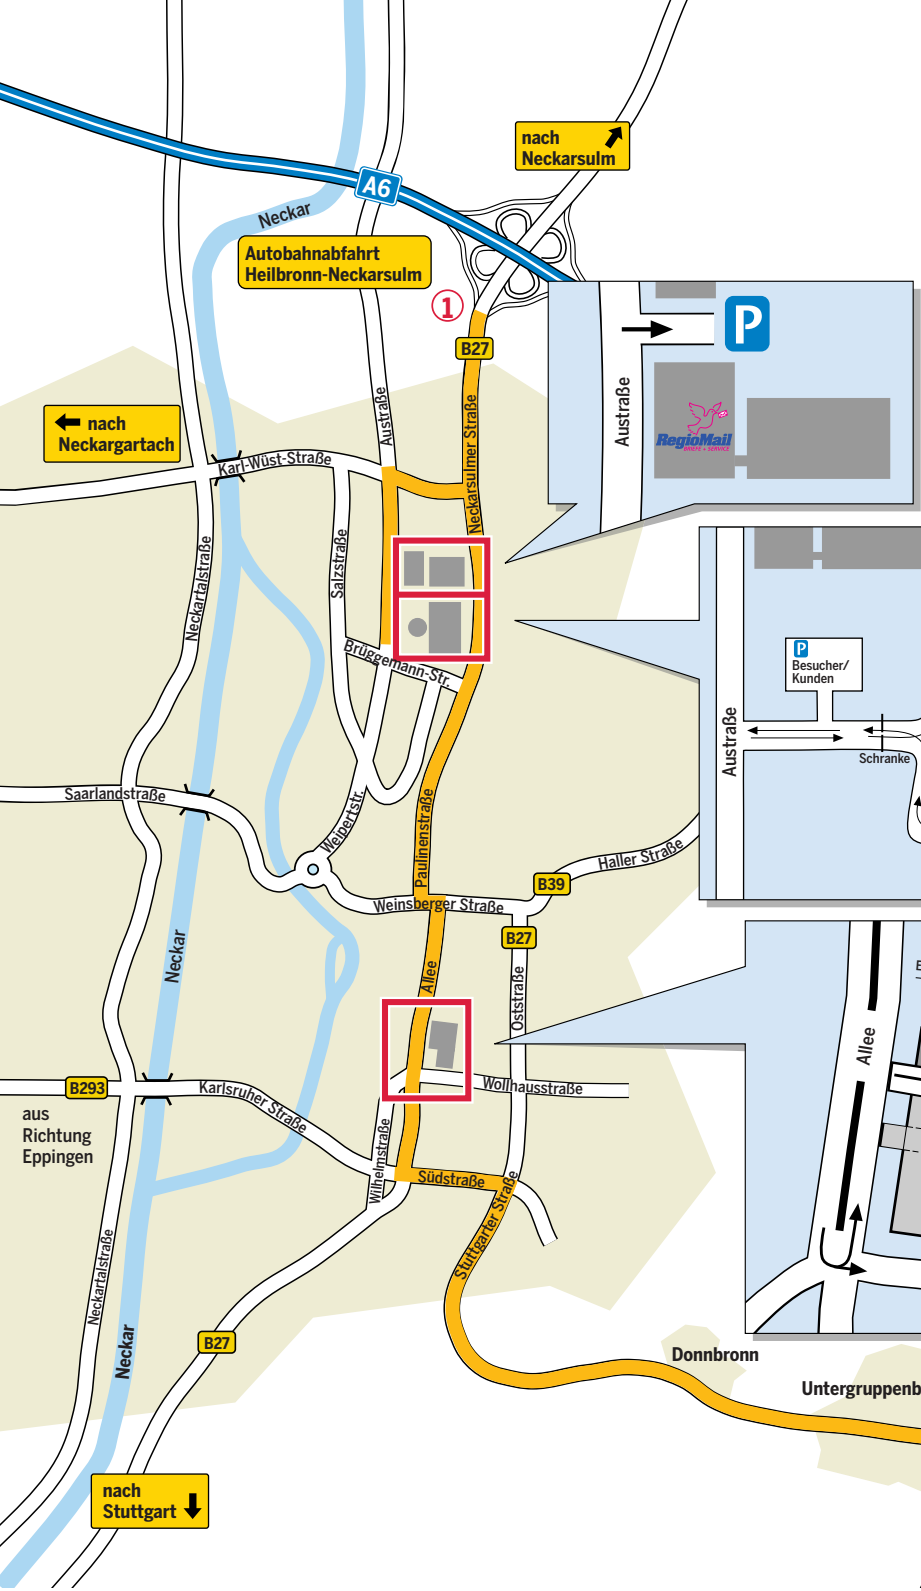 nach
Neckarsulm
A6
Neckar
Autobahnabfahrt
Heilbronn-Neckarsulm
1
B27
P
Austraße
RegioMail
BRIEFE + SERVICE
nach
Neckargartach
Austraße
Neckarsulmer Straße
Karl-Wüst-Straße
Neckartalstraße
Salzstraße
Brüggemann-Str.
P
Besucher/
Kunden
Austraße
Schranke
Saarlandstraße
Weipertstr.
Paulinenstraße
Haller Straße
B39
Weinsberger Straße
B27
Neckar
Allee
Oststraße
Allee
B293
Karlsruher Straße
Wollhausstraße
aus
Richtung
Eppingen
Wilhelmstraße
Südstraße
Stuttgarter Straße
Neckartalstraße
Neckar
B27
Donnbronn
Untergruppenb
nach
Stuttgart